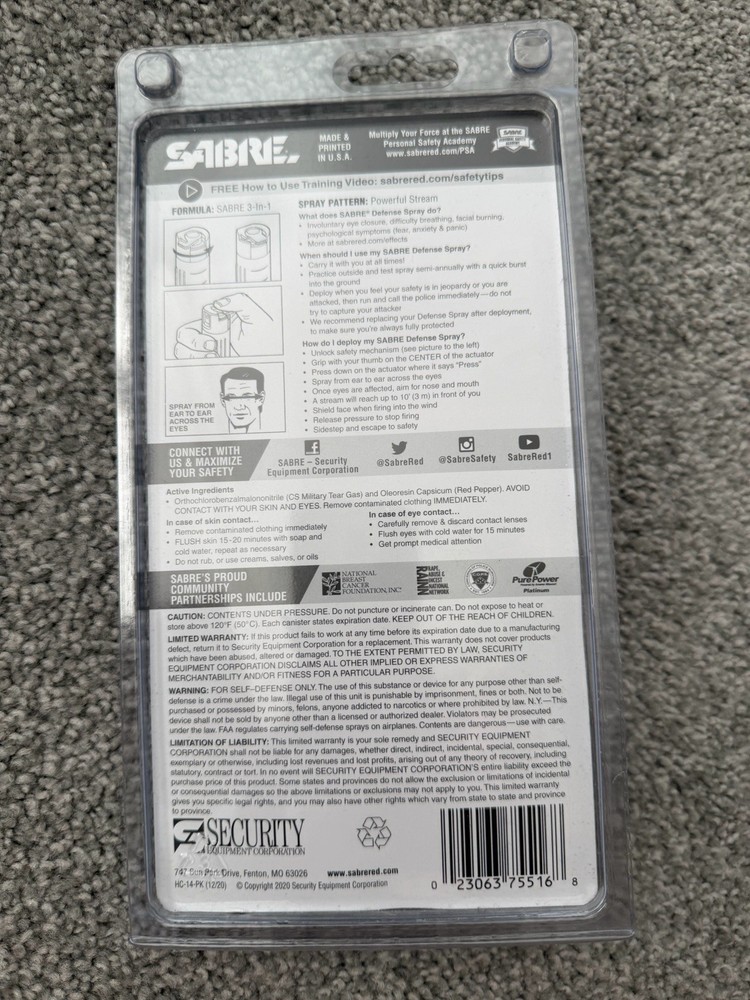 SABRE
MADE &
PRINTED
IN U.S.A.
Multiply Your Force at the SABRE
Personal Safety Academy
www.sabrered.com/PSA
SABRE
FREE How to Use Training Video: sabrered.com/safetytips
FORMULA: SABRE 3-In-1
SPRAY FROM
EAR TO EAR
ACROSS THE
EYES
SPRAY PATTERN: Powerful Stream
What does SABRE® Defense Spray do?
• Involuntary eye closure, difficulty breathing, facial burning,
psychological symptoms (fear, anxiety & panic)
• More at sabrered.com/effects
When should I use my SABRE Defense Spray?
• Carry it with you at all times!
• Practice outside and test spray semi-annually with a quick burst
into the ground
• Deploy when you feel your safety is in jeopardy or you are
attacked, then run and call the police immediately—do not
try to capture your attacker
• We recommend replacing your Defense Spray after deployment,
to make sure you're always fully protected
How do I deploy my SABRE Defense Spray?
• Unlock safety mechanism (see picture to the left)
• Grip with your thumb on the CENTER of the actuator
• Press down on the actuator where it says "Press"
• Spray from ear to ear across the eyes
• Once eyes are affected, aim for nose and mouth
• A stream will reach up to 10' (3 m) in front of you
• Shield face when firing into the wind
• Release pressure to stop firing
• Sidestep and escape to safety
CONNECT WITH
US & MAXIMIZE
YOUR SAFETY
SABRE – Security
Equipment Corporation
@SabreRed
@SabreSafety
SabreRed1
Active Ingredients
• Orthochlorobenzalmalononitrile (CS Military Tear Gas) and Oleoresin Capsicum (Red Pepper). AVOID
CONTACT WITH YOUR SKIN AND EYES. Remove contaminated clothing IMMEDIATELY.
In case of skin contact…
• Remove contaminated clothing immediately
• FLUSH skin 15-20 minutes with soap and
cold water, repeat as necessary
• Do not rub, or use creams, salves, or oils
In case of eye contact…
• Carefully remove & discard contact lenses
• Flush eyes with cold water for 15 minutes
• Get prompt medical attention
SABRE'S PROUD
COMMUNITY
PARTNERSHIPS INCLUDE
NATIONAL
BREAST
CANCER
FOUNDATION, INC.®
RAINN
RAPE,
ABUSE &
INCEST
NATIONAL
NETWORK
PurePower
Platinum
CAUTION: CONTENTS UNDER PRESSURE. Do not puncture or incinerate can. Do not expose to heat or
store above 120°F (50°C). Each canister states expiration date. KEEP OUT OF THE REACH OF CHILDREN.
LIMITED WARRANTY: If this product fails to work at any time before its expiration date due to a manufacturing
defect, return it to Security Equipment Corporation for a replacement. This warranty does not cover products
which have been abused, altered or damaged. TO THE EXTENT PERMITTED BY LAW, SECURITY
EQUIPMENT CORPORATION DISCLAIMS ALL OTHER IMPLIED OR EXPRESS WARRANTIES OF
MERCHANTABILITY AND/OR FITNESS FOR A PARTICULAR PURPOSE.
WARNING: FOR SELF-DEFENSE ONLY. The use of this substance or device for any purpose other than self-
defense is a crime under the law. Illegal use of this unit is punishable by imprisonment, fines or both. Not to be
purchased or possessed by minors, felons, anyone addicted to narcotics or where prohibited by law. N.Y.—This
device shall not be sold by anyone other than a licensed or authorized dealer. Violators may be prosecuted
under the law. FAA regulates carrying self-defense sprays on airplanes. Contents are dangerous—use with care.
LIMITATION OF LIABILITY: This limited warranty is your sole remedy and SECURITY EQUIPMENT
CORPORATION shall not be liable for any damages, whether direct, indirect, incidental, special, consequential,
exemplary or otherwise, including lost revenues and lost profits, arising out of any theory of recovery, including
statutory, contract or tort. In no event will SECURITY EQUIPMENT CORPORATION'S entire liability exceed the
purchase price of this product. Some states and provinces do not allow the exclusion or limitations of incidental
or consequential damages so the above limitations or exclusions may not apply to you. This limited warranty
gives you specific legal rights, and you may also have other rights which vary from state to state and province
to province.
SECURITY
EQUIPMENT CORPORATION
747 Sun Park Drive, Fenton, MO 63026
www.sabrered.com
HC-14-PK (12/20) © Copyright 2020 Security Equipment Corporation
0 23063 75516 8